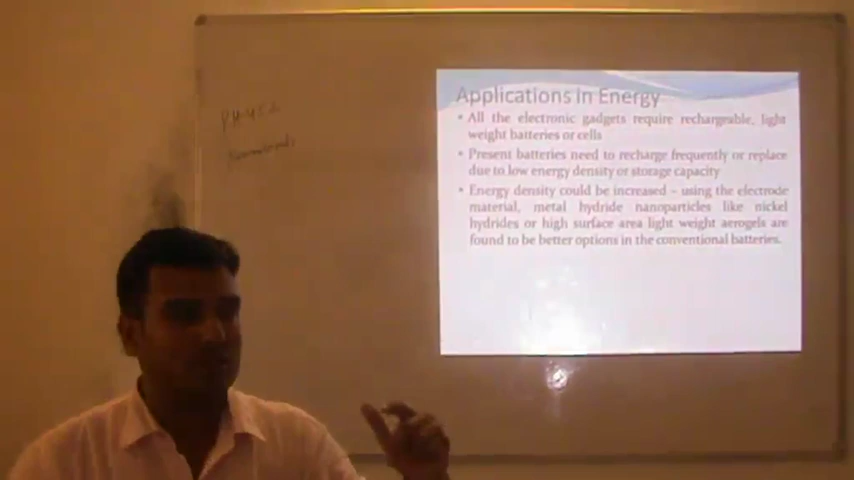 Applications in Energy
• All the electronic gadgets require rechargeable, light
weight batteries or cells
• Present batteries need to recharge frequently or replace
due to low energy density or storage capacity
• Energy density could be increased – using the electrode
material, metal hydride nanoparticles like nickel
hydrides or high surface area light weight aerogels are
found to be better options in the conventional batteries.